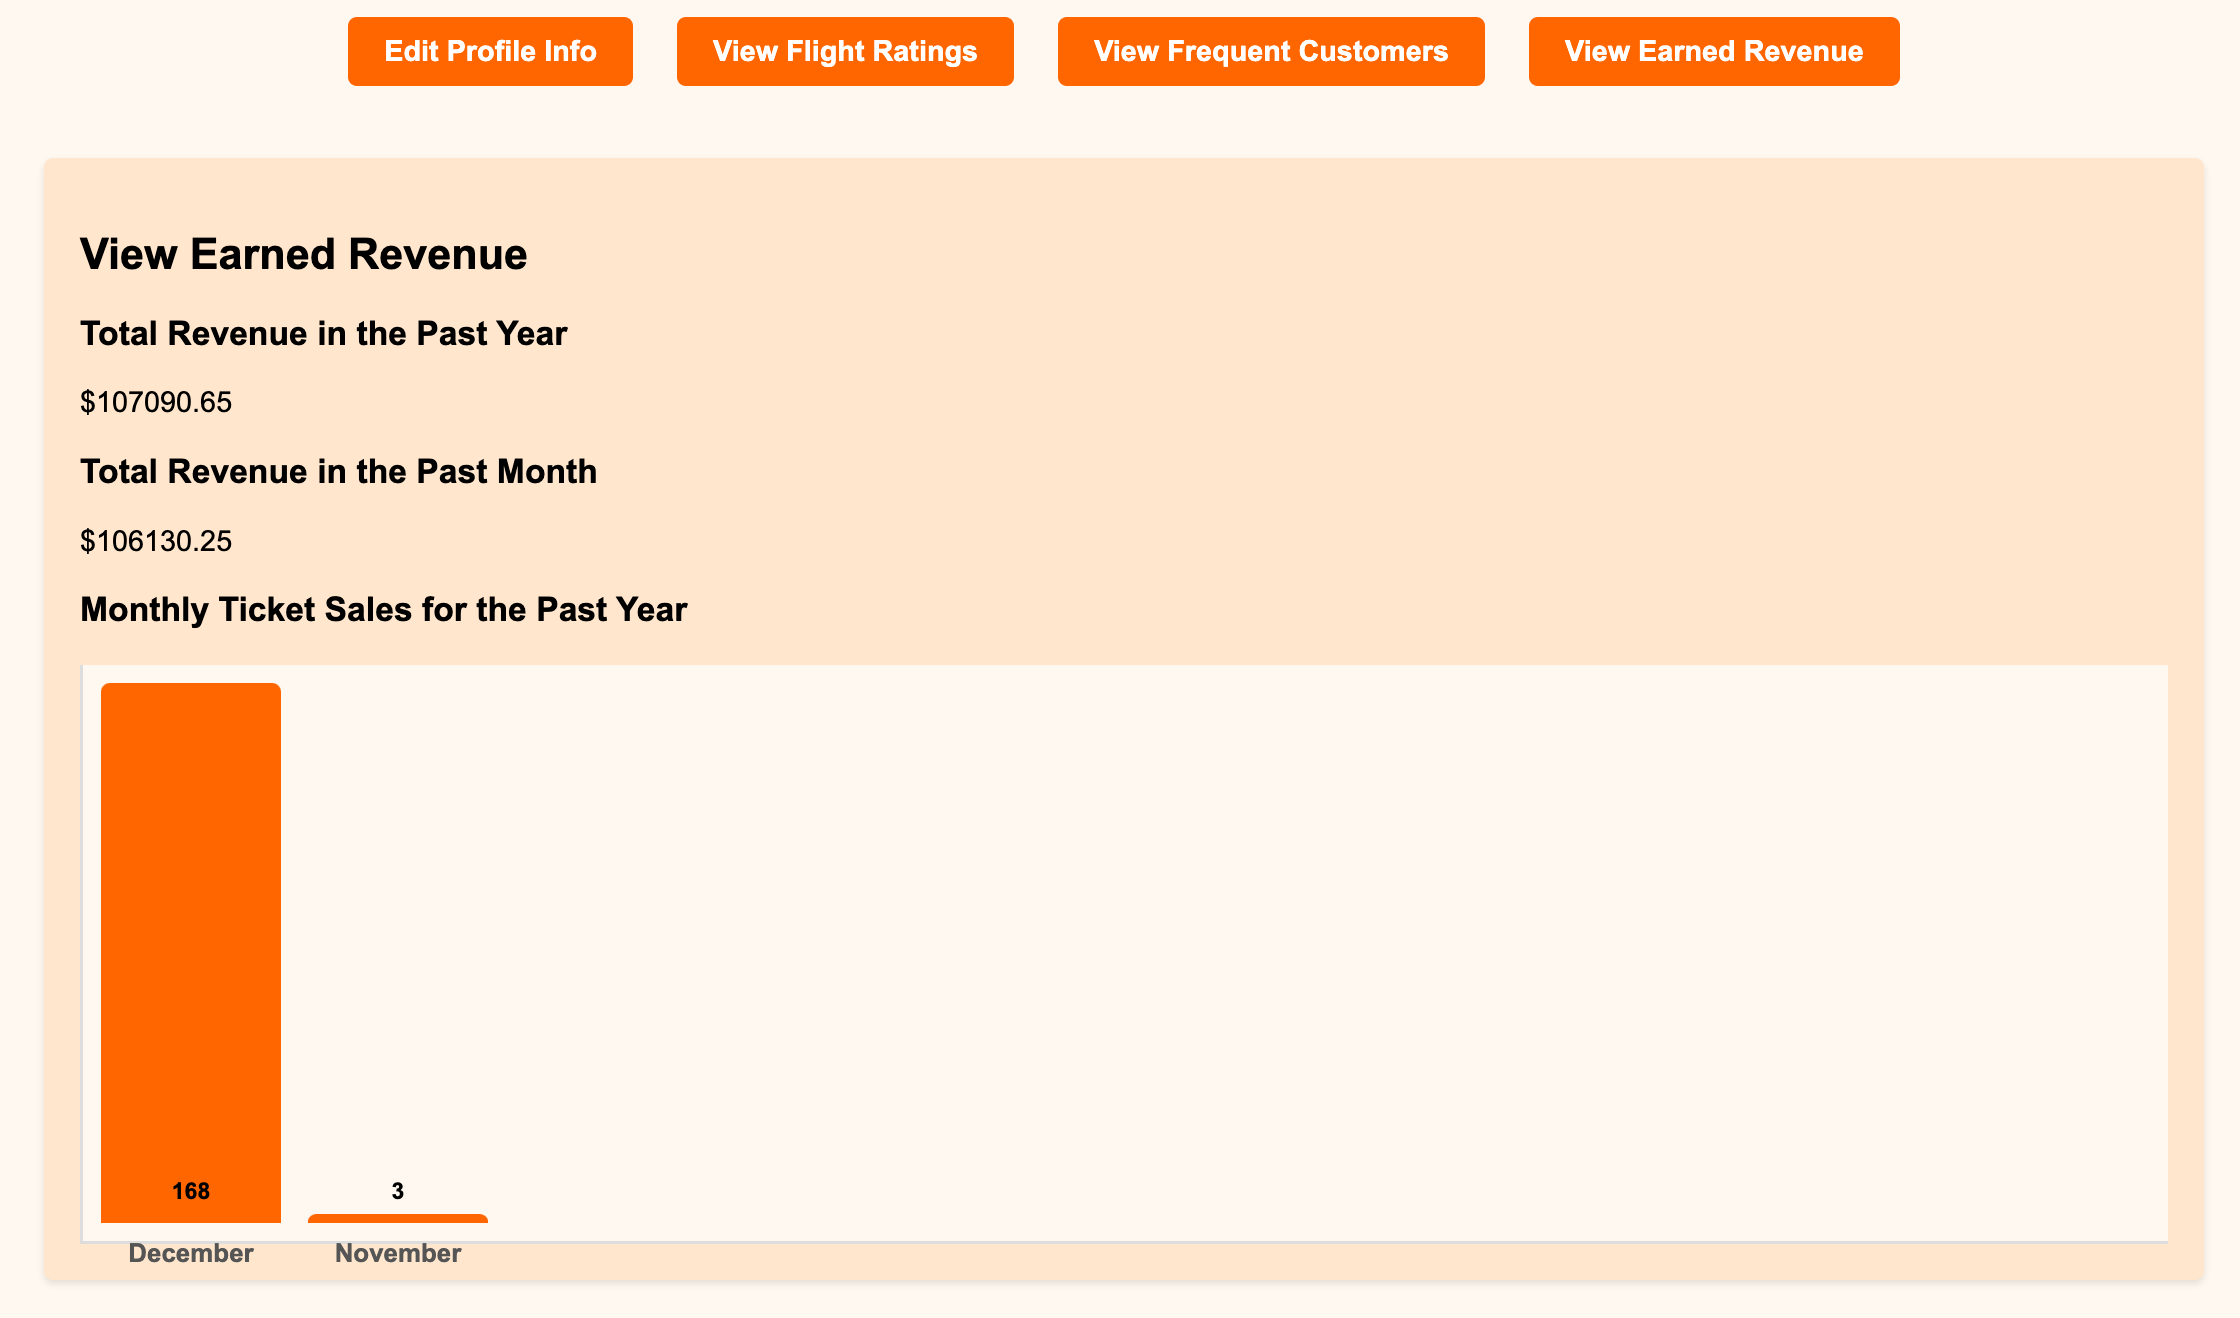 Edit Profile Info View Flight Ratings View Frequent Customers View Earned Revenue
View Earned Revenue
Total Revenue in the Past Year
$107090.65
Total Revenue in the Past Month
$106130.25
Monthly Ticket Sales for the Past Year
168 3
December November